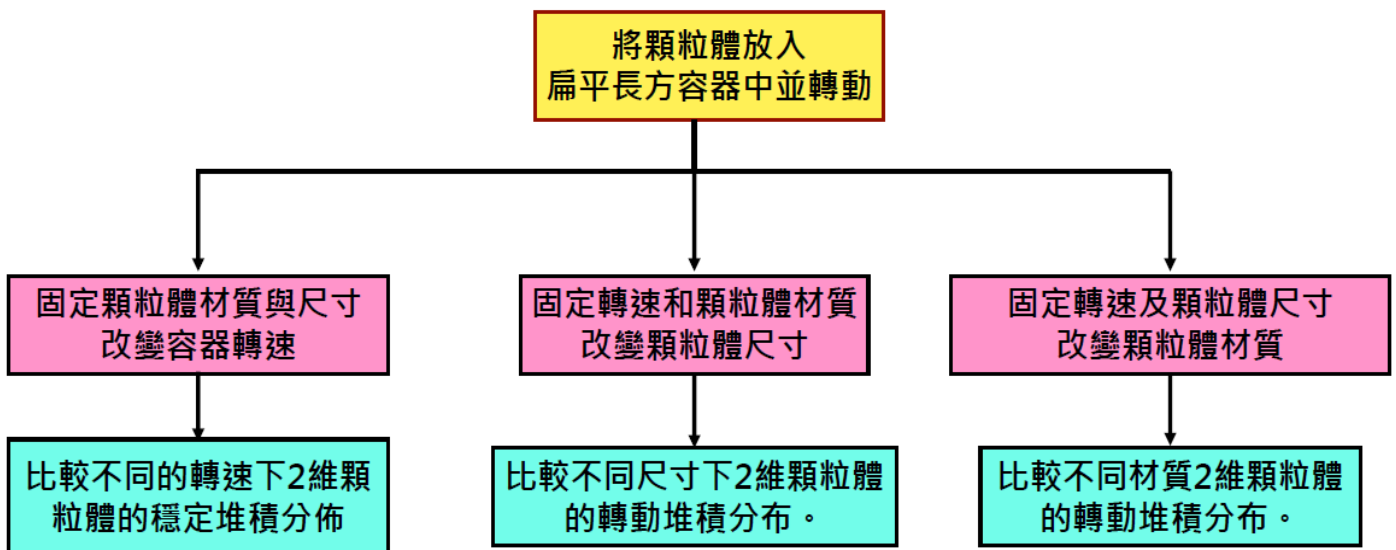 將顆粒體放入
扁平長方容器中並轉動
固定顆粒體材質與尺寸
改變容器轉速
固定轉速和顆粒體材質
改變顆粒體尺寸
固定轉速及顆粒體尺寸
改變顆粒體材質
比較不同的轉速下2維顆
粒體的穩定堆積分佈
比較不同尺寸下2維顆粒體
的轉動堆積分布。
比較不同材質2維顆粒體
的轉動堆積分布。